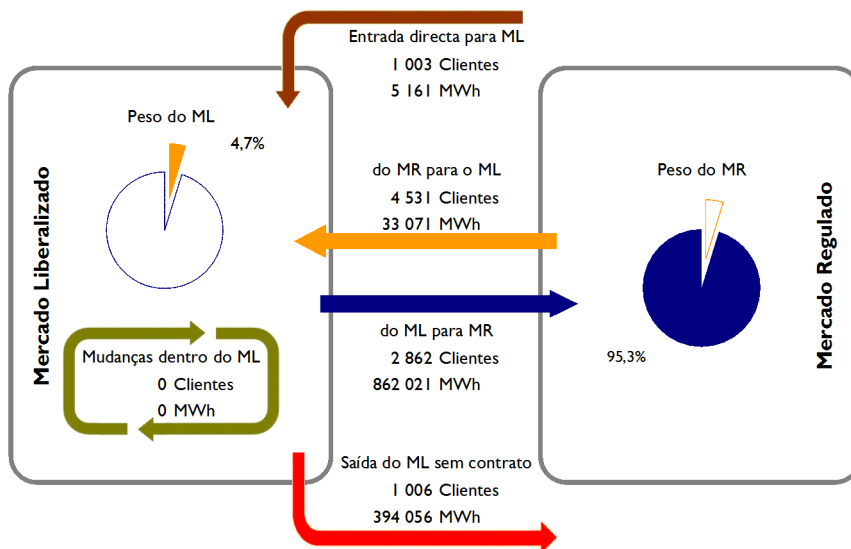 Entrada directa para ML
1 003 Clientes
5 161 MWh
Mercado Liberalizado
Peso do ML
4,7%
do MR para o ML
4 531 Clientes
33 071 MWh
Peso do MR
95,3%
Mercado Regulado
do ML para MR
2 862 Clientes
862 021 MWh
Mudanças dentro do ML
0 Clientes
0 MWh
Saída do ML sem contrato
1 006 Clientes
394 056 MWh